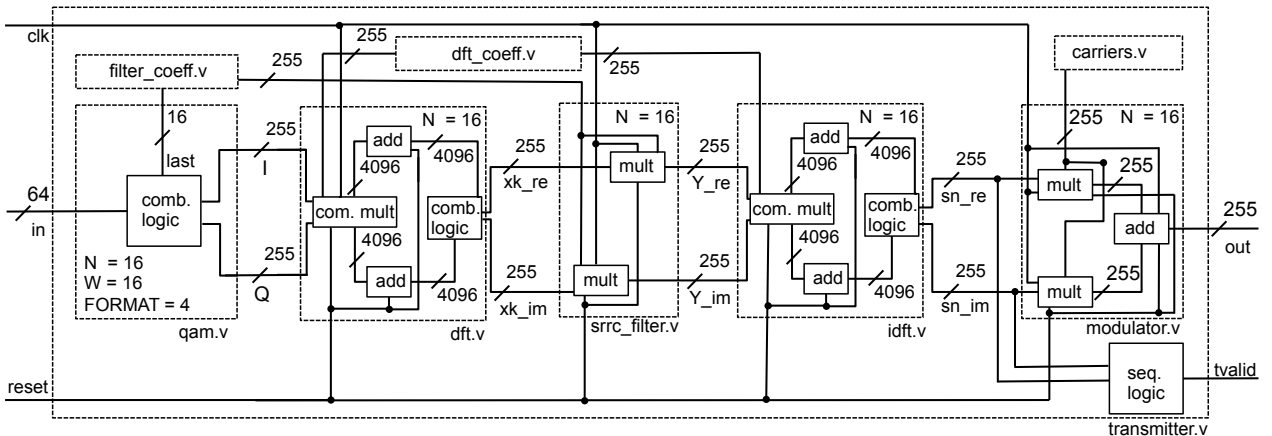 clk
255
dft_coeff.v
255
carriers.v
filter_coeff.v
255
16
last
255
I
N = 16
add
4096
4096
255
xk_re
N = 16
mult
255
Y_re
N = 16
add
4096
4096
255
sn_re
255
N = 16
mult
255
64
in
comb.
logic
com. mult
comb.
logic
com. mult
comb.
logic
add
255
out
N = 16
W = 16
FORMAT = 4
255
Q
4096
add
4096
255
xk_im
mult
255
Y_im
4096
add
4096
255
sn_im
mult
255
qam.v
dft.v
srrc_filter.v
idft.v
modulator.v
reset
seq.
logic
tvalid
transmitter.v